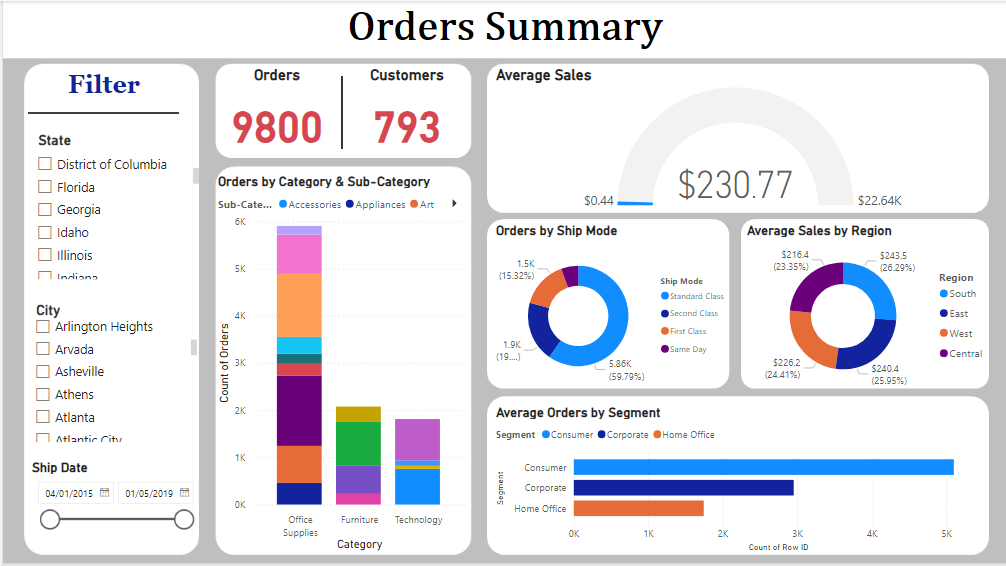 Orders Summary
Filter
State
District of Columbia
Florida
Georgia
Idaho
Illinois
Indiana
City
Arlington Heights
Arvada
Asheville
Athens
Atlanta
Atlantic City
Ship Date
04/01/2015
01/05/2019
Orders
Customers
9800
793
Orders by Category & Sub-Category
Sub-Cate... Accessories Appliances Art
6K
5K
4K
3K
2K
1K
0K
Count of Orders
Office Supplies
Furniture
Technology
Category
Average Sales
$230.77
$0.44
$22.64K
Orders by Ship Mode
1.5K
(15.32%)
1.9K
(19....)
5.86K
(59.79%)
Ship Mode
Standard Class
Second Class
First Class
Same Day
Average Sales by Region
$216.4
(23.35%)
$243.5
(26.29%)
$226.2
(24.41%)
$240.4
(25.95%)
Region
South
East
West
Central
Average Orders by Segment
Segment Consumer Corporate Home Office
Segment
Consumer
Corporate
Home Office
0K 1K 2K 3K 4K 5K
Count of Row ID